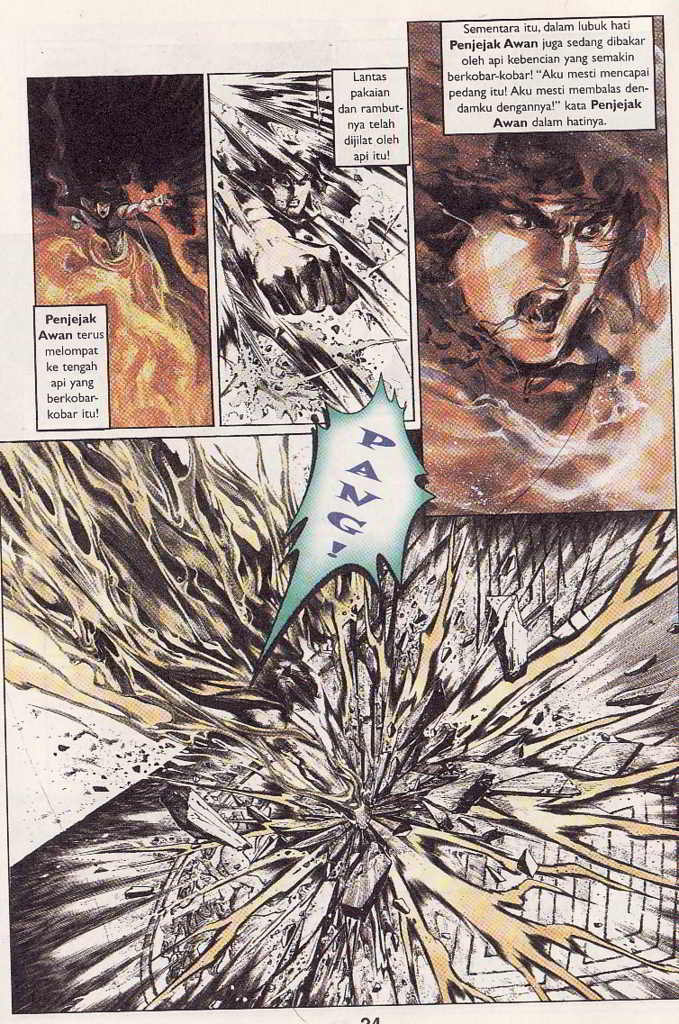 Penjejak
Awan terus
melompat
ke tengah
api yang
berkobar-
kobar itu!
Lantas
pakaian
dan rambut-
nya telah
dijilat oleh
api itu!
Sementara itu, dalam lubuk hati
Penjejak Awan juga sedang dibakar
oleh api kebencian yang semakin
berkobar-kobar! “Aku mesti mencapai
pedang itu! Aku mesti membalas den-
damku dengannya!” kata Penjejak
Awan dalam hatinya.
PANG!
24